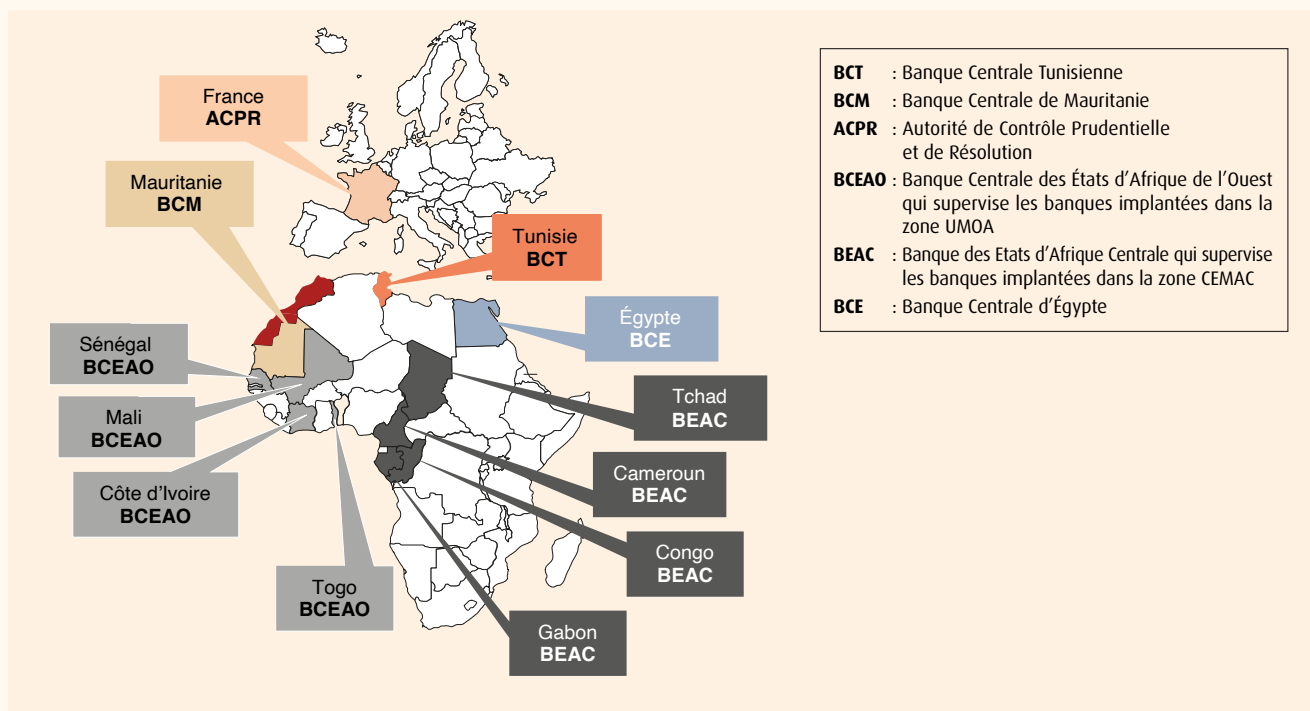 France
ACPR
Mauritanie
BCM
Tunisie
BCT
Égypte
BCE
Sénégal
BCEAO
Mali
BCEAO
Côte d'Ivoire
BCEAO
Togo
BCEAO
Tchad
BEAC
Cameroun
BEAC
Congo
BEAC
Gabon
BEAC
BCT : Banque Centrale Tunisienne
BCM : Banque Centrale de Mauritanie
ACPR : Autorité de Contrôle Prudentielle
et de Résolution
BCEAO : Banque Centrale des États d'Afrique de l'Ouest
qui supervise les banques implantées dans la
zone UMOA
BEAC : Banque des Etats d'Afrique Centrale qui supervise
les banques implantées dans la zone CEMAC
BCE : Banque Centrale d'Égypte